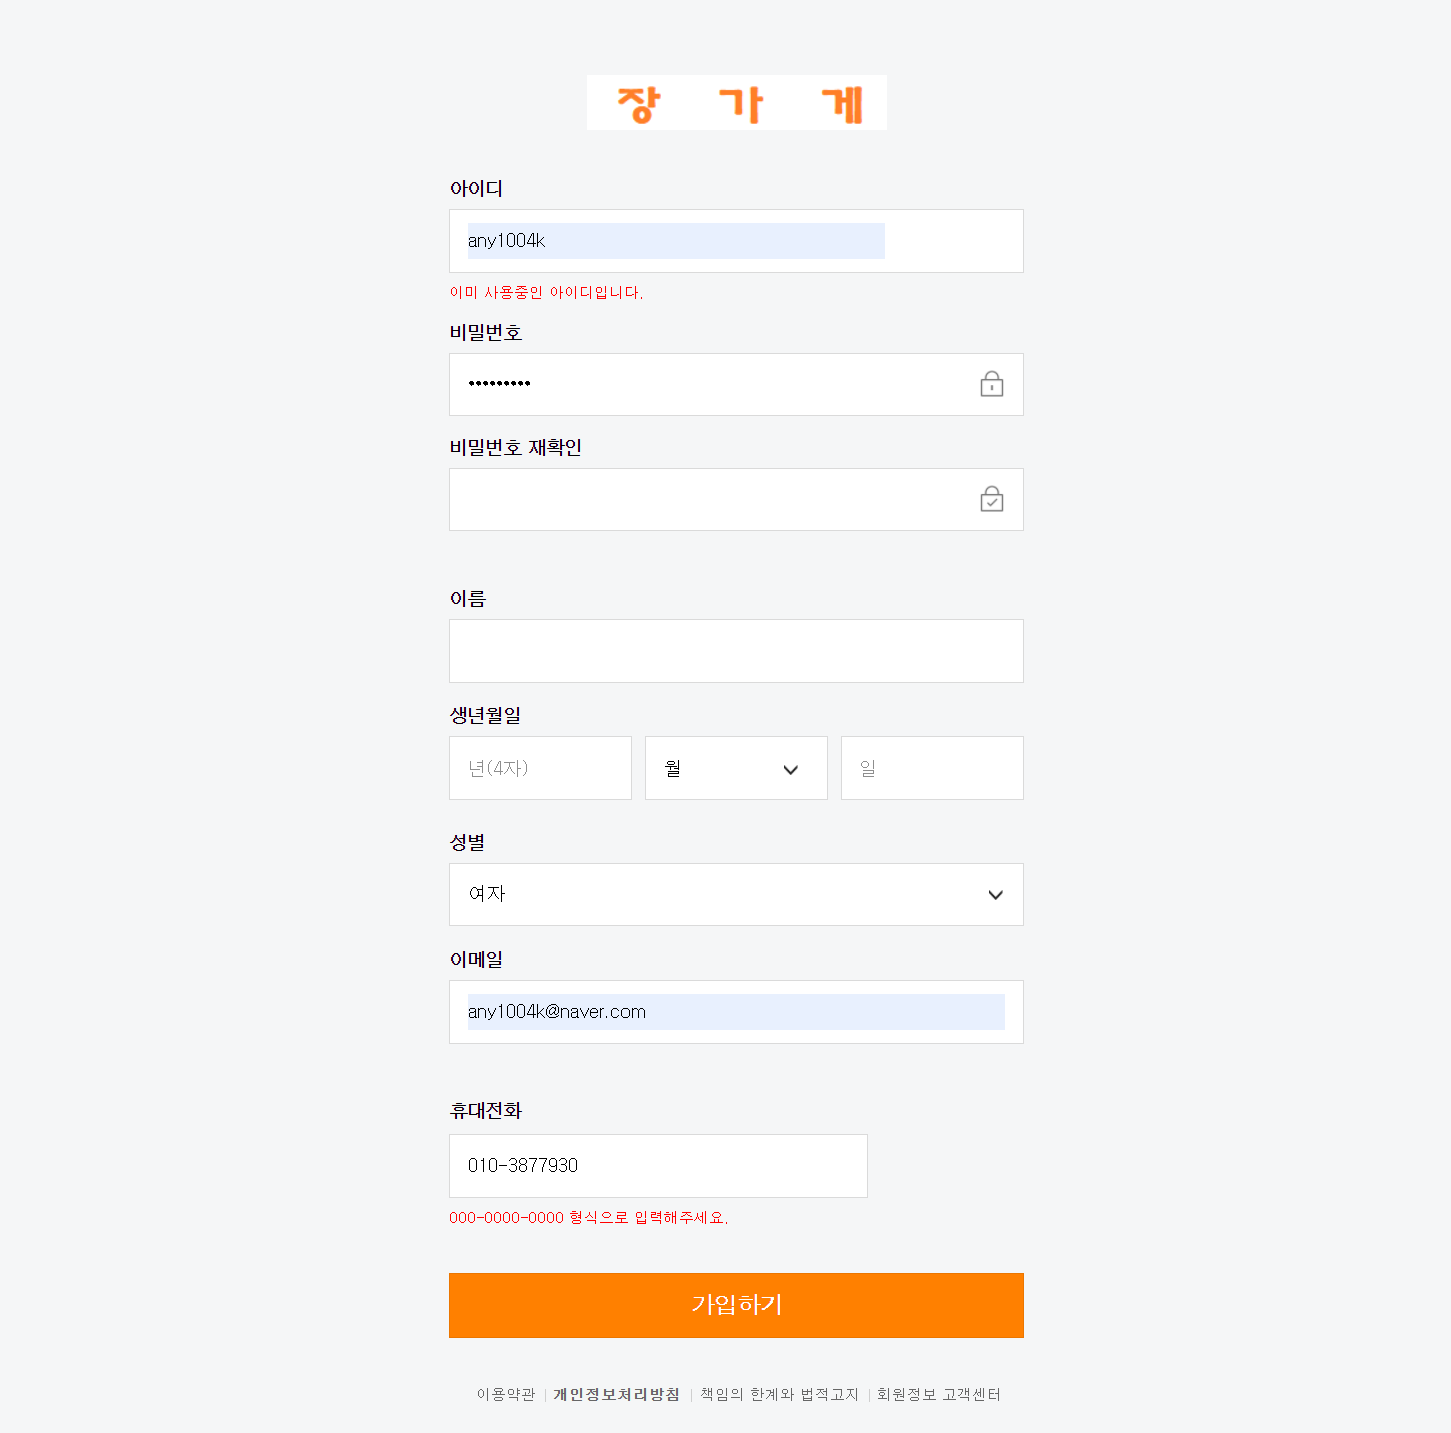 장 가 게
아이디
any1004k
이미 사용중인 아이디입니다.
비밀번호
•••••••••
비밀번호 재확인
이름
생년월일
년(4자) 월 일
성별
여자
이메일
any1004k@naver.com
휴대전화
010-3877930
000-0000-0000 형식으로 입력해주세요.
가입하기
이용약관 | 개인정보처리방침 | 책임의 한계와 법적고지 | 회원정보 고객센터